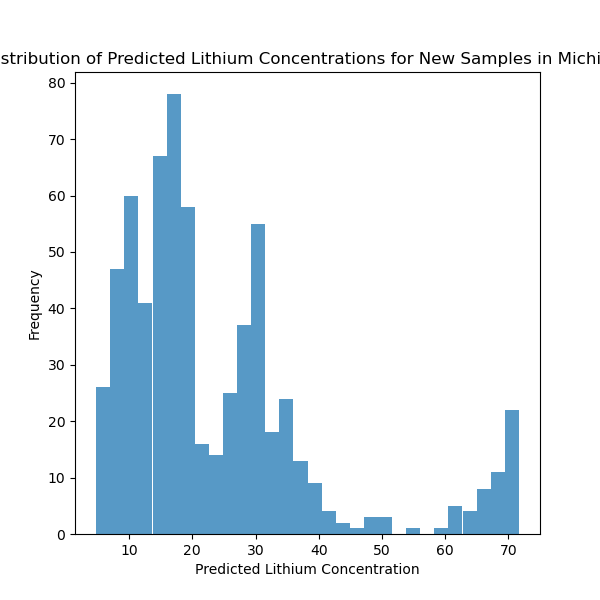 stribution of Predicted Lithium Concentrations for New Samples in Michi
80
70
60
50
40
30
20
10
0
Frequency
10 20 30 40 50 60 70
Predicted Lithium Concentration